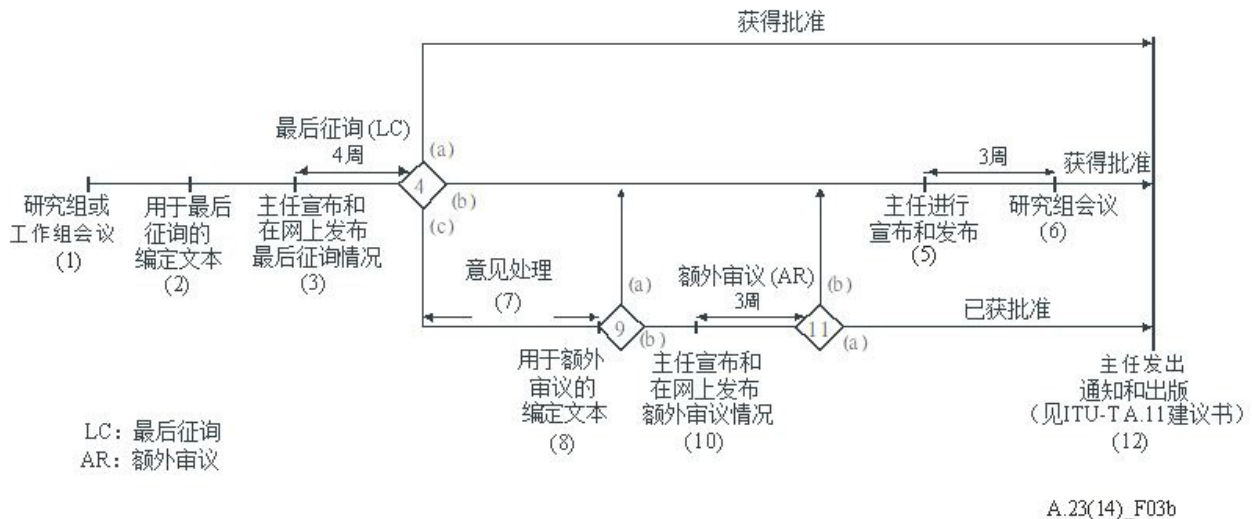 获得批准
最后征询 (LC)
4周
(a)
3周
获得批准
4
(b)
(c)
研究组或
工作组会议
(1)
用于最后
征询的
编定文本
(2)
主任宣布和
在网上发布
最后征询情况
(3)
主任进行
宣布和发布
(5)
研究组会议
(6)
意见处理
(7)
(a)
额外审议 (AR)
3周
(b)
已获批准
9
(b)
11
(a)
用于额外
审议的
编定文本
(8)
主任宣布和
在网上发布
额外审议情况
(10)
主任发出
通知和出版
（见ITU-T A.11建议书）
(12)
LC：最后征询
AR：额外审议
A.23(14)_F03b